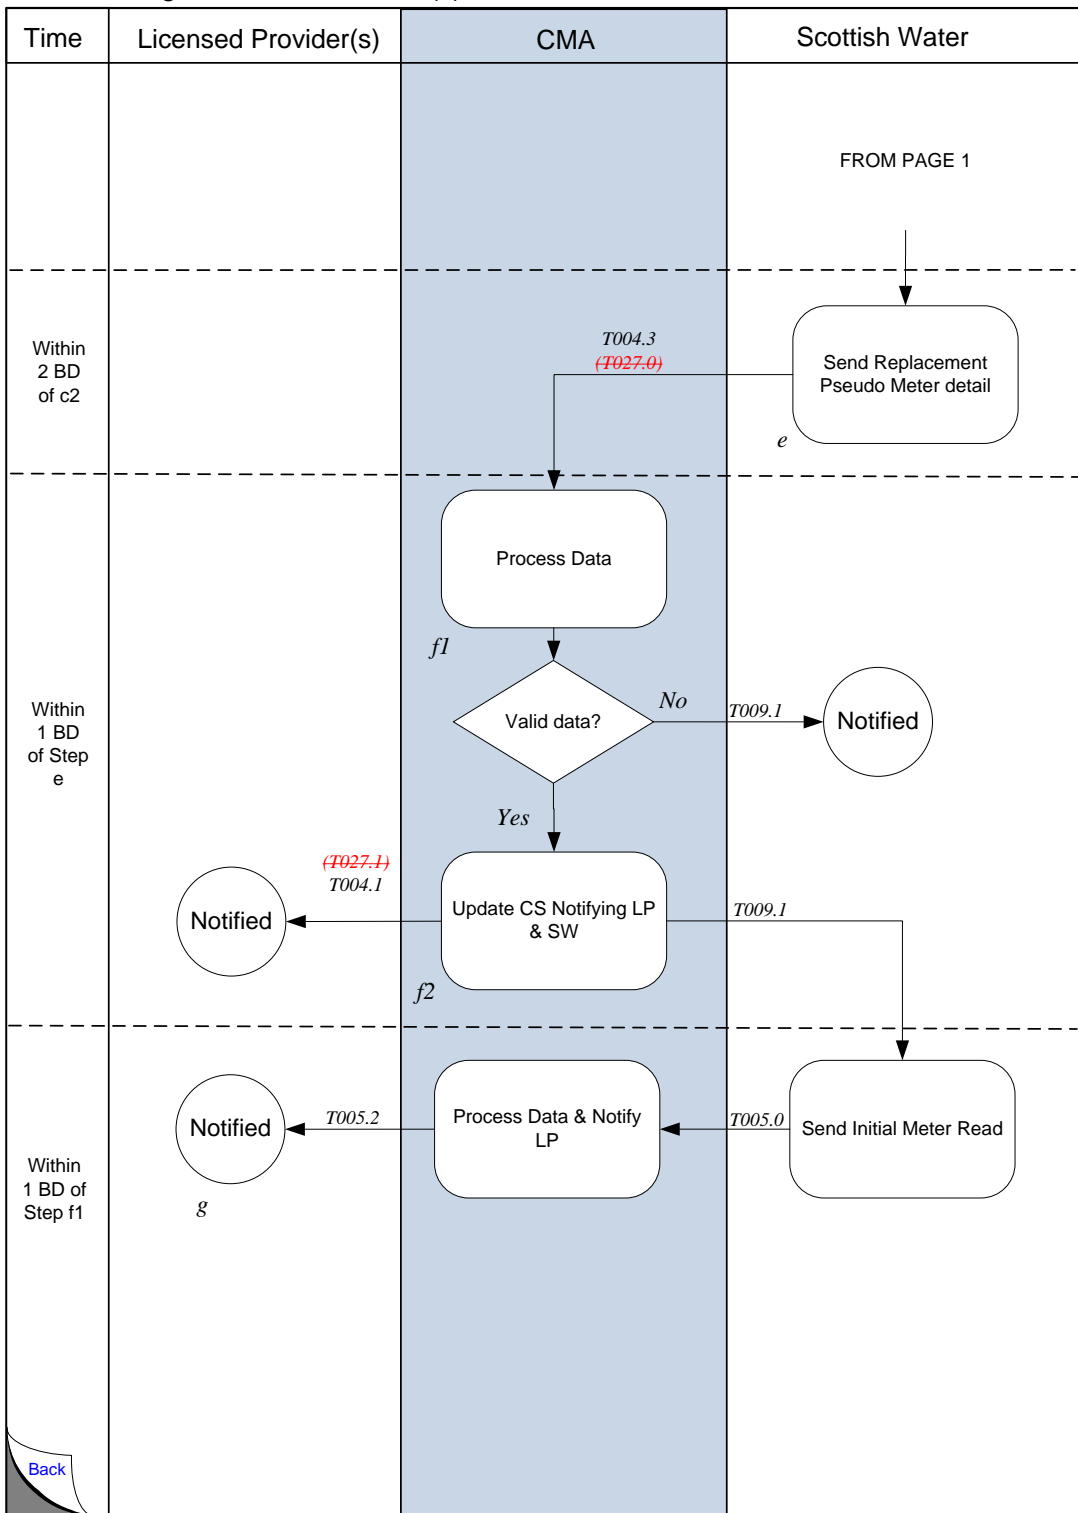 Time
Licensed Provider(s)
CMA
Scottish Water
FROM PAGE 1
Within
2 BD
of c2
T004.3
(T027.0)
Send Replacement
Pseudo Meter detail
e
Process Data
f1
Within
1 BD
of Step
e
Valid data?
No
T009.1
Notified
Yes
(T027.1)
T004.1
Notified
Update CS Notifying LP
& SW
T009.1
f2
Within
1 BD of
Step f1
Notified
T005.2
Process Data & Notify
LP
T005.0
Send Initial Meter Read
g
Back